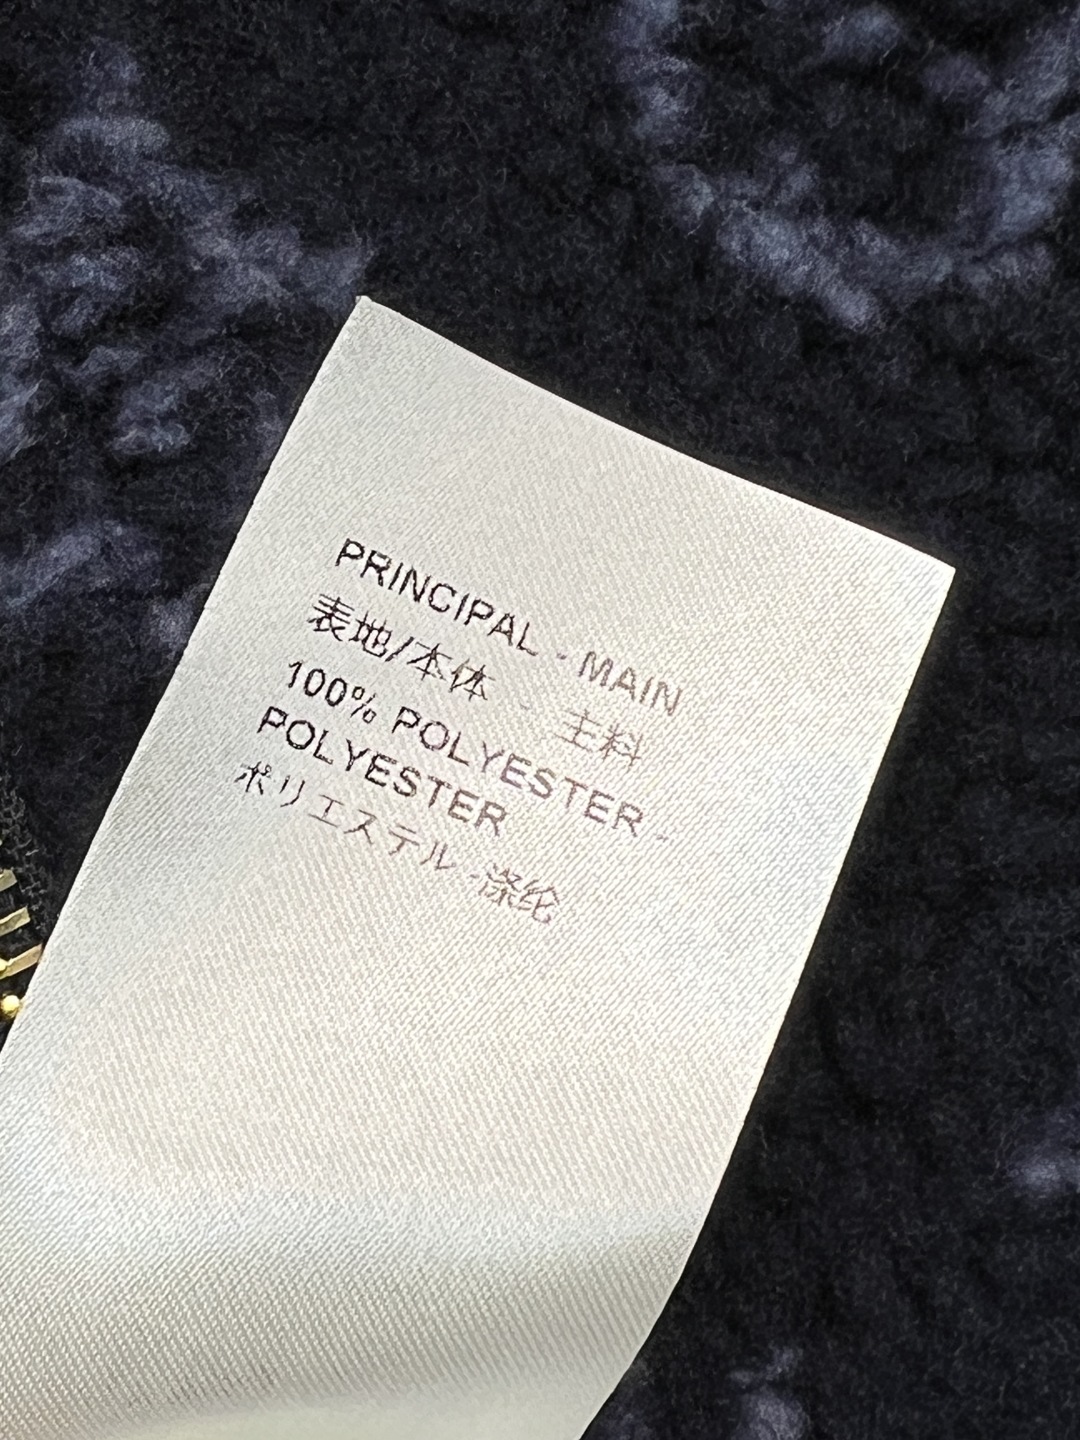 PRINCIPAL - MAIN
表地/本体 - 主料
100% POLYESTER -
POLYESTER
ポリエステル -涤纶